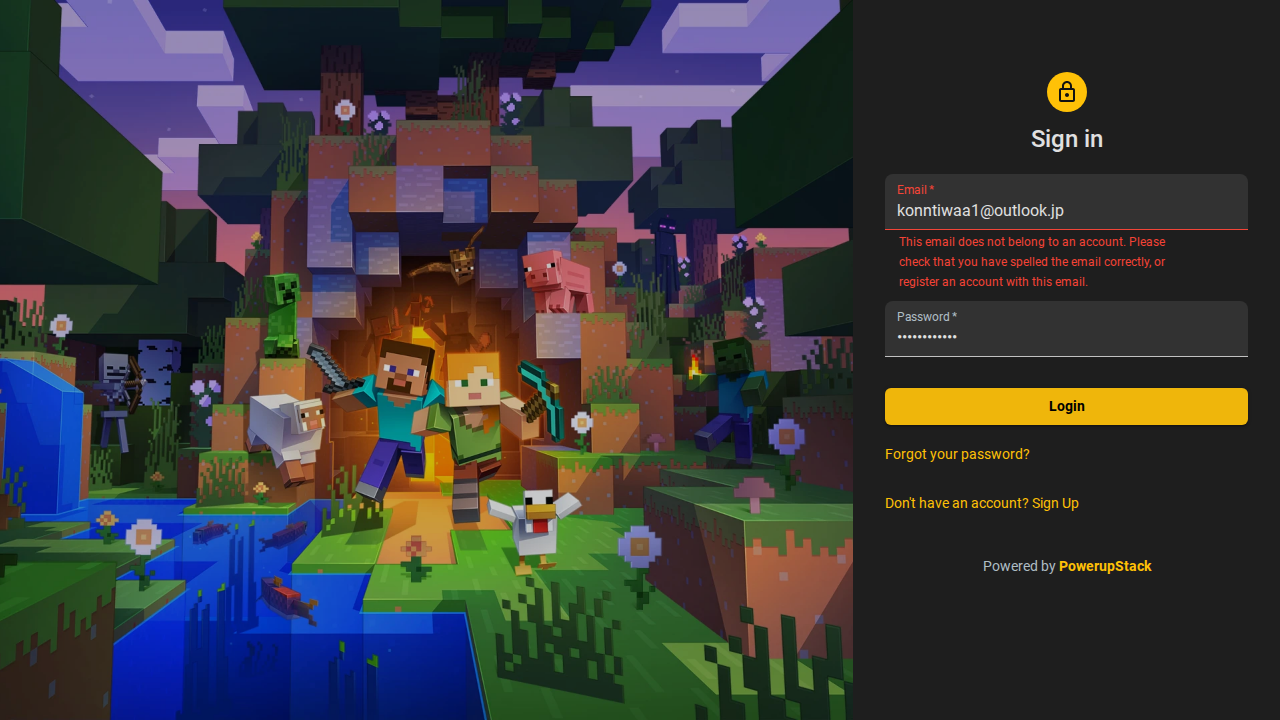 Sign in
Email *
konntiwaa1@outlook.jp
This email does not belong to an account. Please
check that you have spelled the email correctly, or
register an account with this email.
Password *
••••••••••••
Login
Forgot your password?
Don't have an account? Sign Up
Powered by PowerupStack